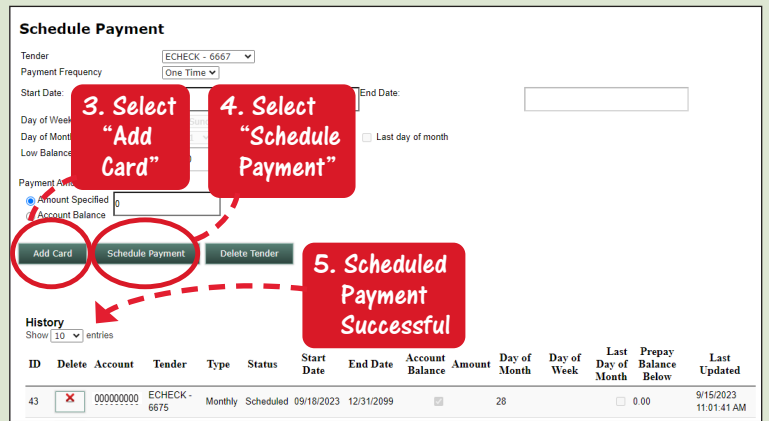 Schedule Payment
Tender ECHECK - 6667
Payment Frequency One Time
Start Date: End Date:
3. Select
"Add
Card"
4. Select
"Schedule
Payment"
Day of Week
Day of Month Last day of month
Low Balance
Payment
Amount Specified 0
Account Balance
Add Card Schedule Payment Delete Tender
5. Scheduled
Payment
Successful
History
Show 10 entries
ID Delete Account Tender Type Status Start Date End Date Account Balance Amount Day of Month Day of Week Last Day of Month Prepay Balance Below Last Updated
43 X 000000000 ECHECK - 6675 Monthly Scheduled 09/18/2023 12/31/2099 28 0.00 9/15/2023 11:01:41 AM